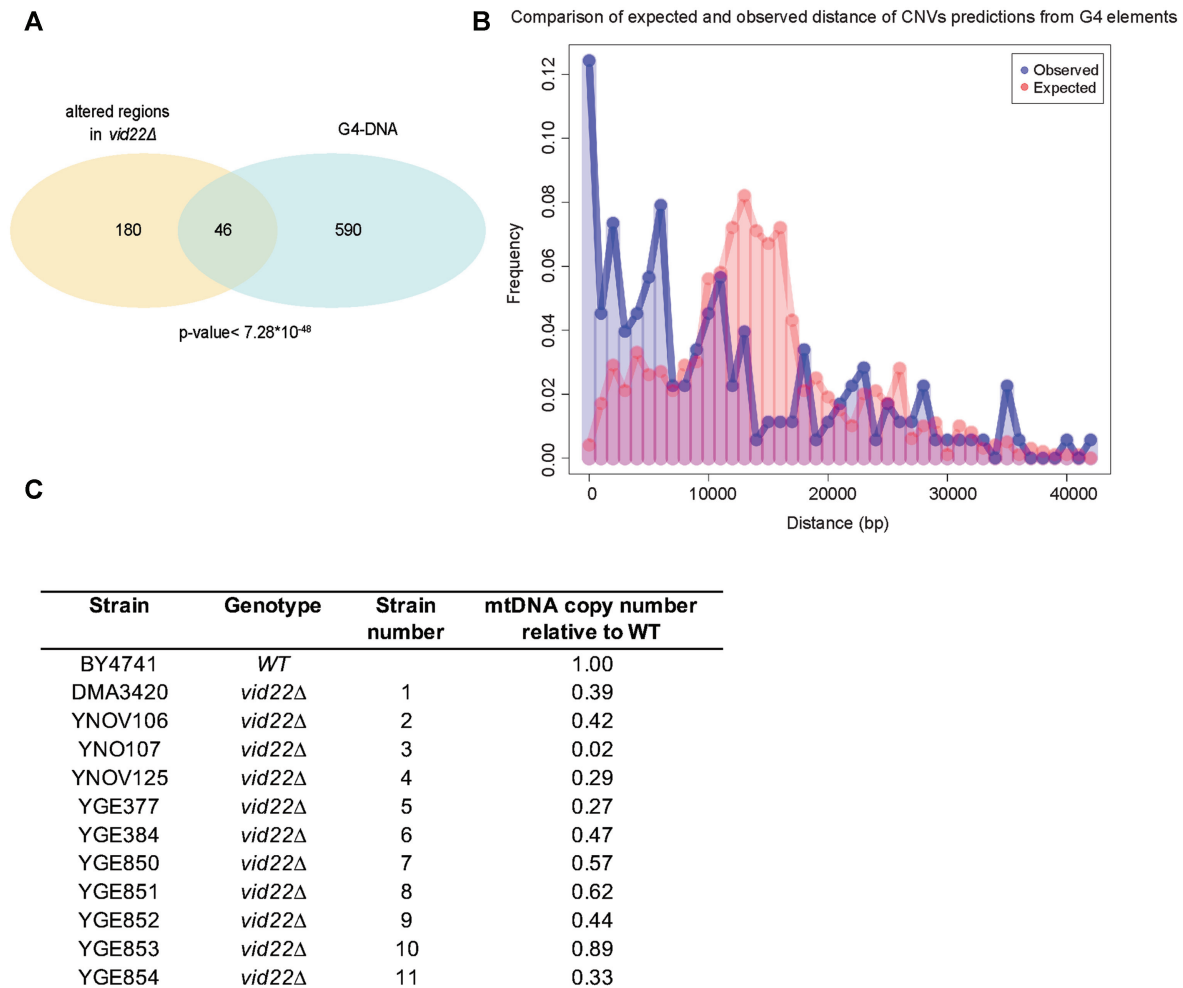 A
B
Comparison of expected and observed distance of CNVs predictions from G4 elements
altered regions
in vid22Δ
G4-DNA
180
46
590
p-value< 7.28*10-48
Observed
Expected
Frequency
0.12
0.10
0.08
0.06
0.04
0.02
0.00
0
10000
20000
30000
40000
Distance (bp)
C
Strain Genotype Strain number mtDNA copy number relative to WT
BY4741 WT 1.00
DMA3420 vid22Δ 1 0.39
YNOV106 vid22Δ 2 0.42
YNO107 vid22Δ 3 0.02
YNOV125 vid22Δ 4 0.29
YGE377 vid22Δ 5 0.27
YGE384 vid22Δ 6 0.47
YGE850 vid22Δ 7 0.57
YGE851 vid22Δ 8 0.62
YGE852 vid22Δ 9 0.44
YGE853 vid22Δ 10 0.89
YGE854 vid22Δ 11 0.33